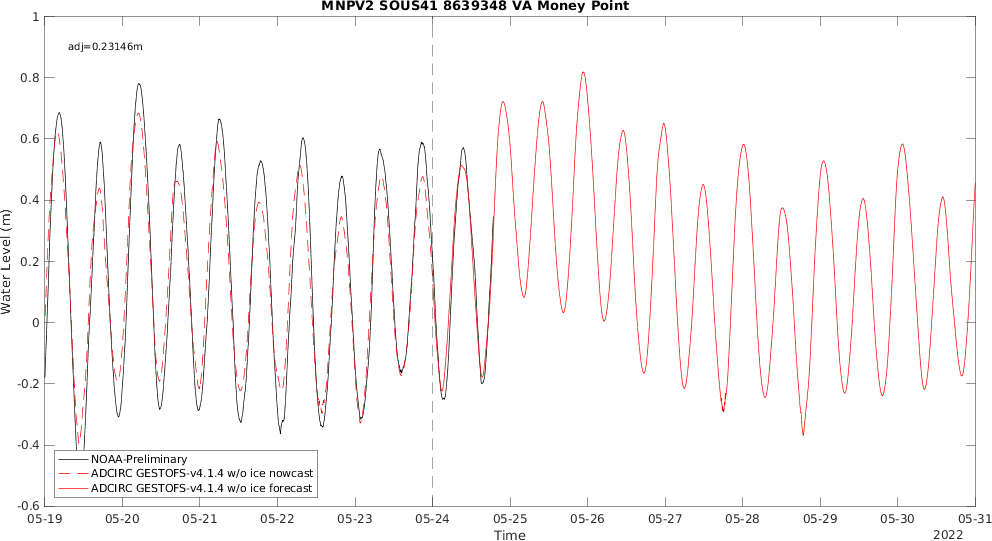 MNPV2 SOUS41 8639348 VA Money Point
adj=0.23146m
1
0.8
0.6
0.4
0.2
0
-0.2
-0.4
-0.6
Water Level (m)
NOAA-Preliminary
ADCIRC GESTOFS-v4.1.4 w/o ice nowcast
ADCIRC GESTOFS-v4.1.4 w/o ice forecast
05-19 05-20 05-21 05-22 05-23 05-24 05-25 05-26 05-27 05-28 05-29 05-30 05-31
Time
2022